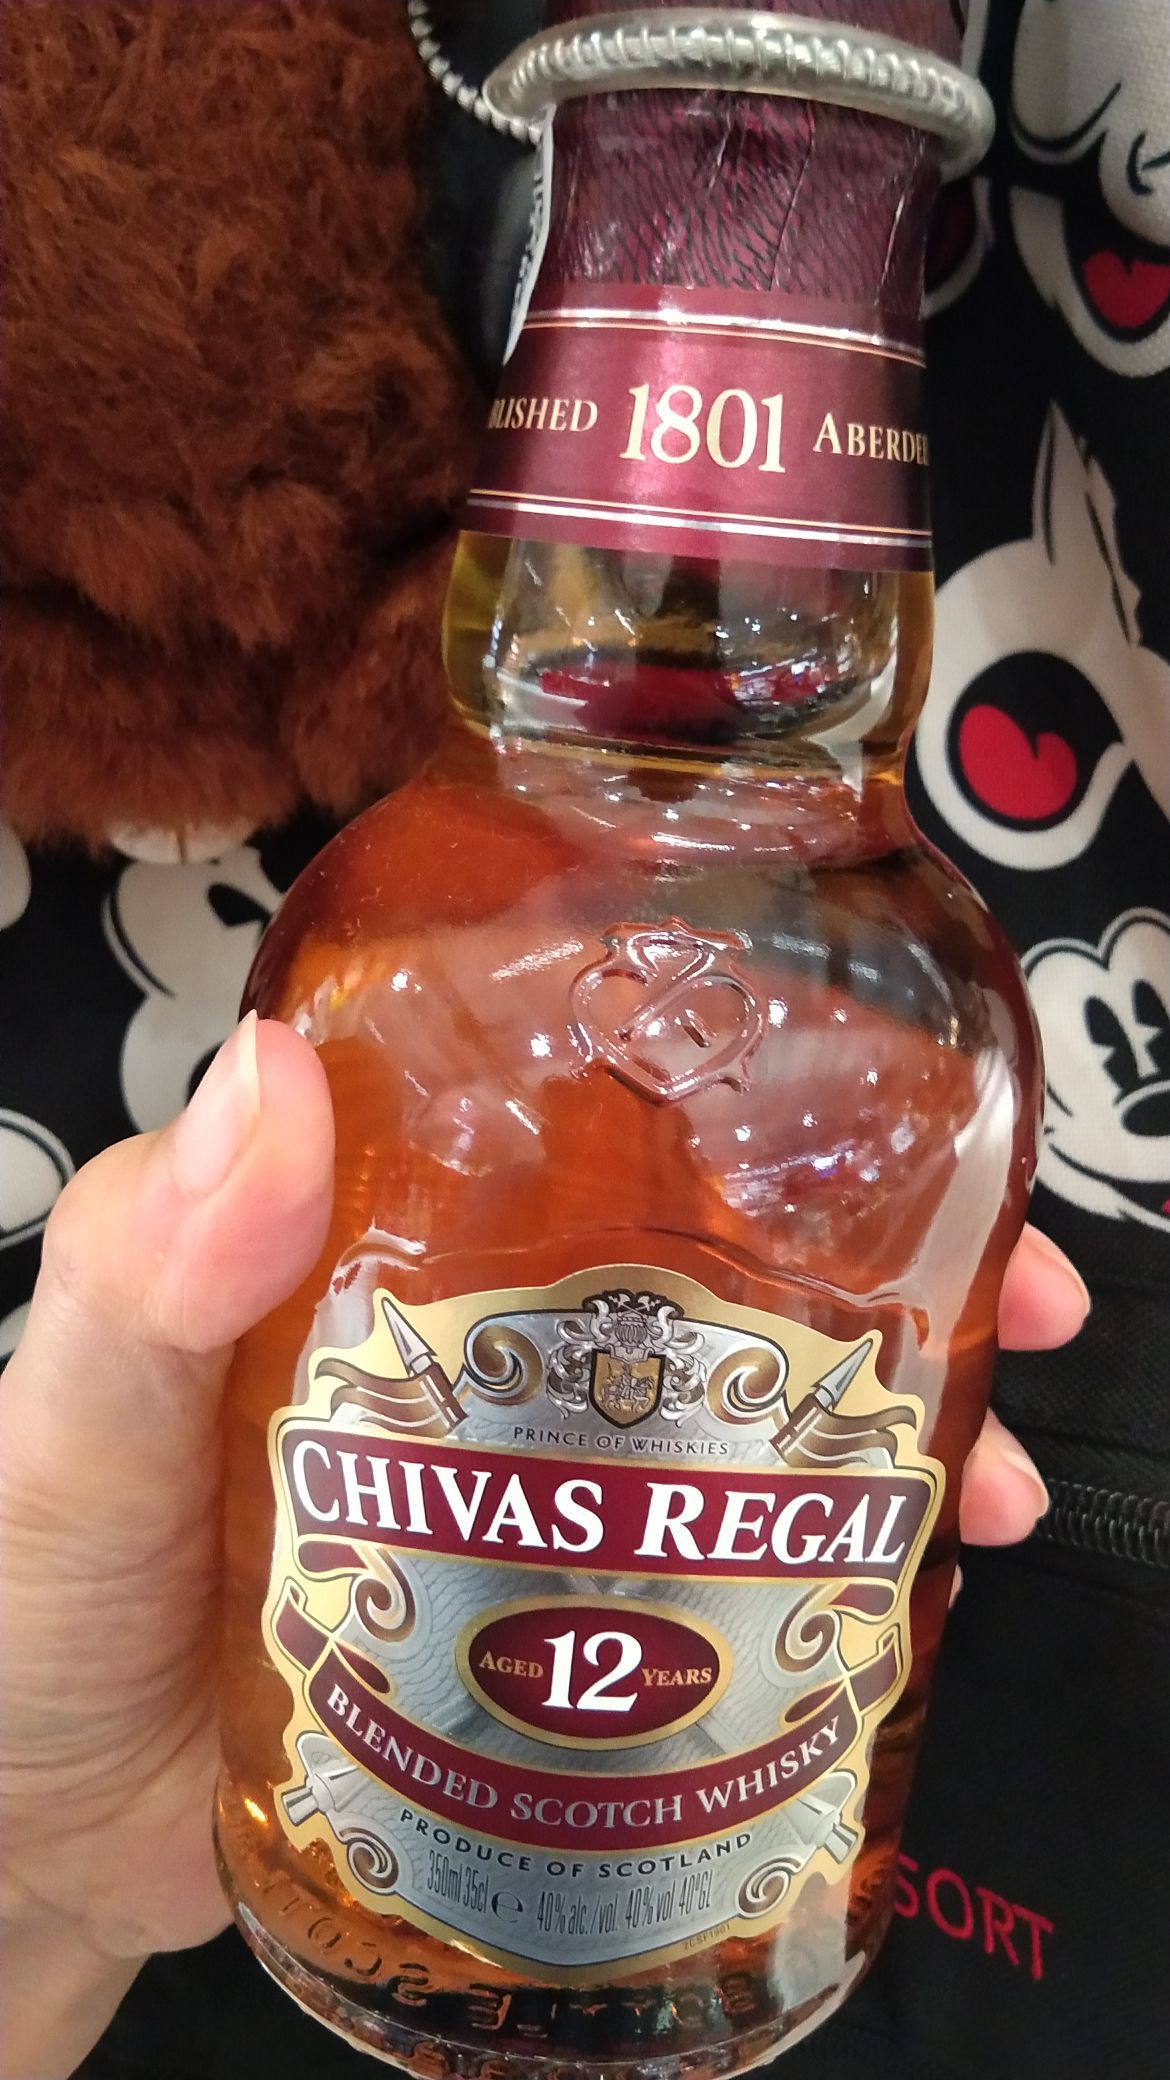 BLISHED 1801 ABERDEE
PRINCE OF WHISKIES
CHIVAS REGAL
AGED 12 YEARS
BLENDED SCOTCH WHISKY
PRODUCE OF SCOTLAND
350ml 35cl e 40% alc./vol. 40% vol 40°GL
SORT